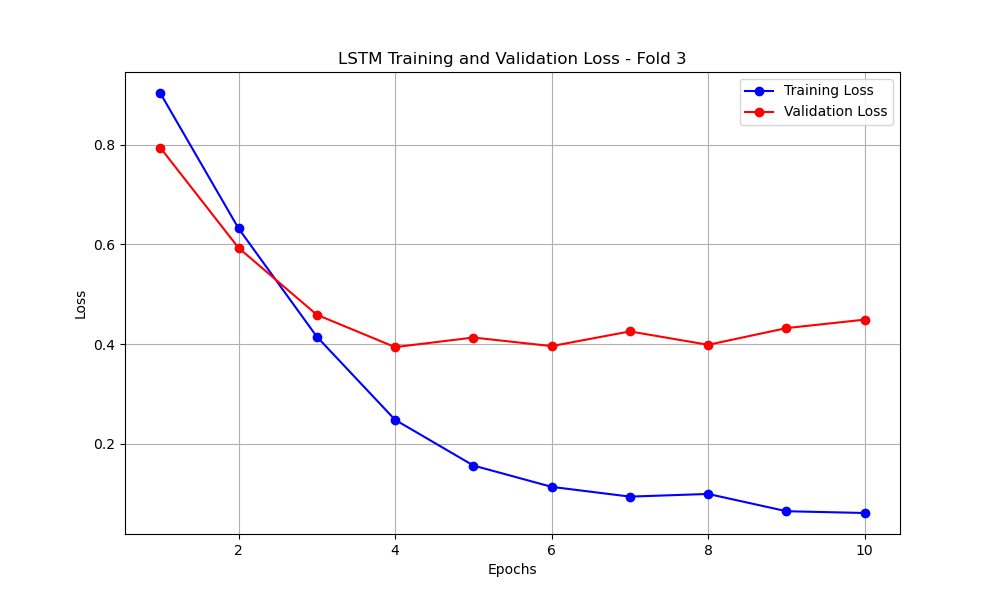 LSTM Training and Validation Loss - Fold 3
Training Loss
Validation Loss
0.8
0.6
0.4
0.2
Loss
2
4
6
8
10
Epochs